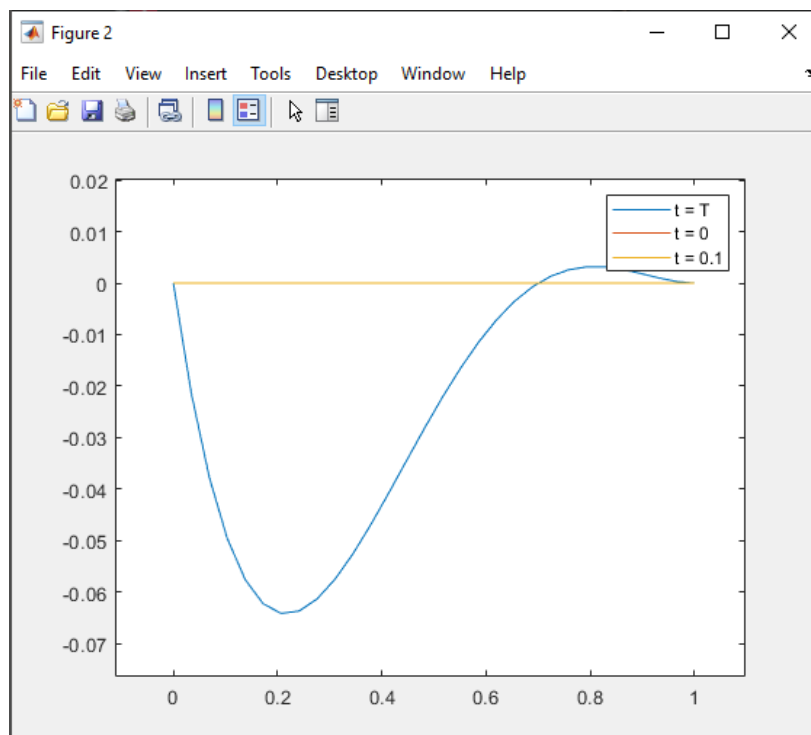 Figure 2
File Edit View Insert Tools Desktop Window Help
0.02
0.01
0
-0.01
-0.02
-0.03
-0.04
-0.05
-0.06
-0.07
t = T
t = 0
t = 0.1
0 0.2 0.4 0.6 0.8 1